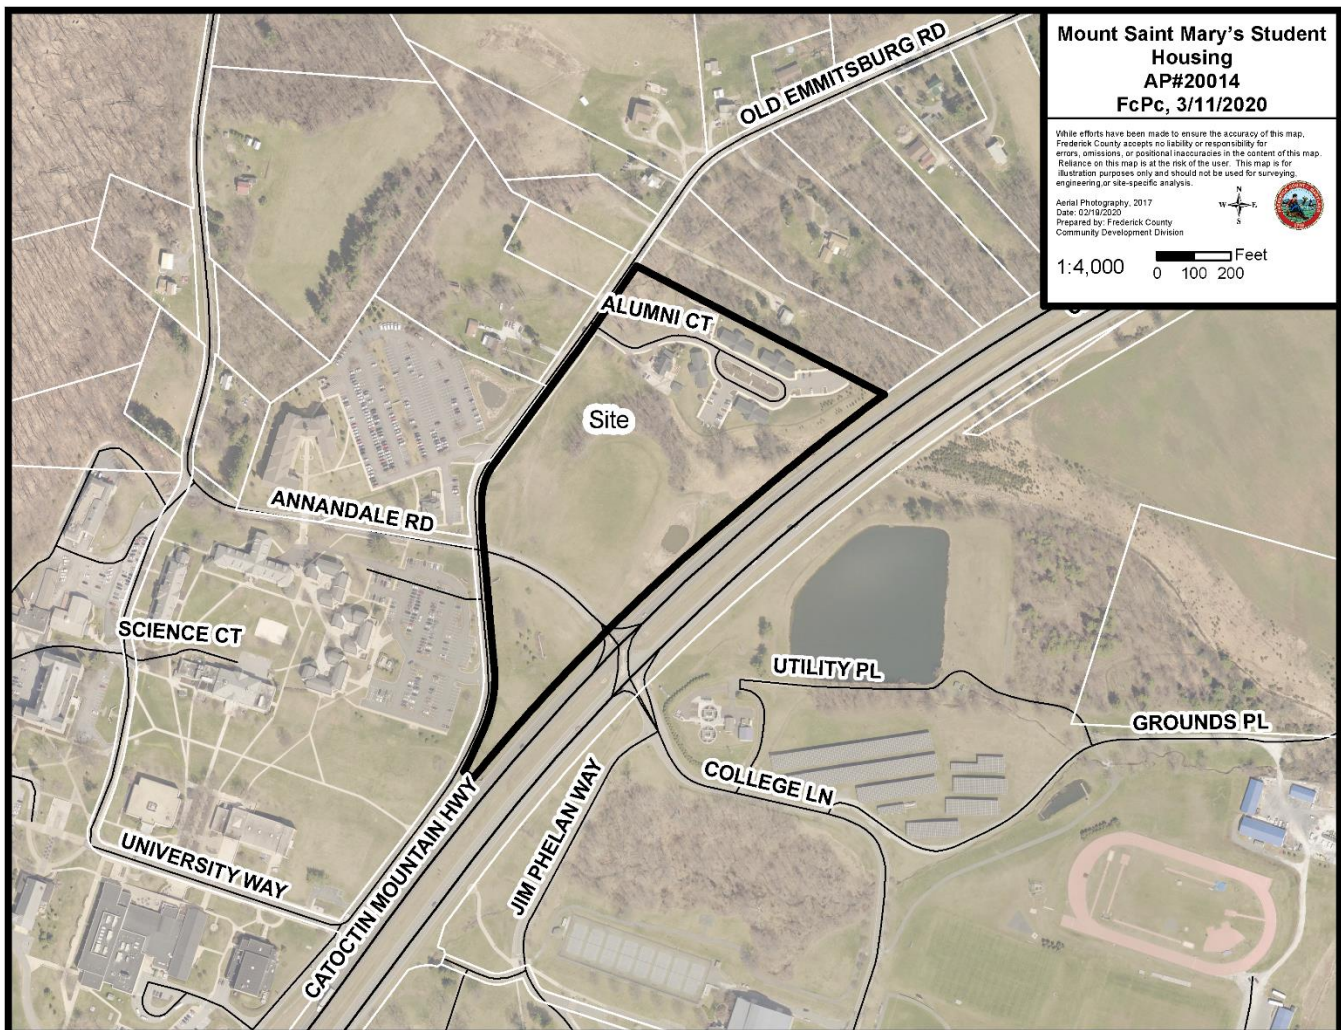 Mount Saint Mary's Student
Housing
AP#20014
FcPc, 3/11/2020
While efforts have been made to ensure the accuracy of this map,
Frederick County accepts no liability or responsibility for
errors, omissions, or positional inaccuracies in the content of this map.
Reliance on this map is at the risk of the user. This map is for
illustration purposes only and should not be used for surveying,
engineering,or site-specific analysis.
Aerial Photography, 2017
Date: 02/19/2020
Prepared by: Frederick County
Community Development Division
N
W E
S
1:4,000
Feet
0 100 200
OLD EMMITSBURG RD
ALUMNI CT
Site
ANNANDALE RD
SCIENCE CT
UTILITY PL
GROUNDS PL
COLLEGE LN
JIM PHELAN WAY
CATOCTIN MOUNTAIN HWY
UNIVERSITY WAY